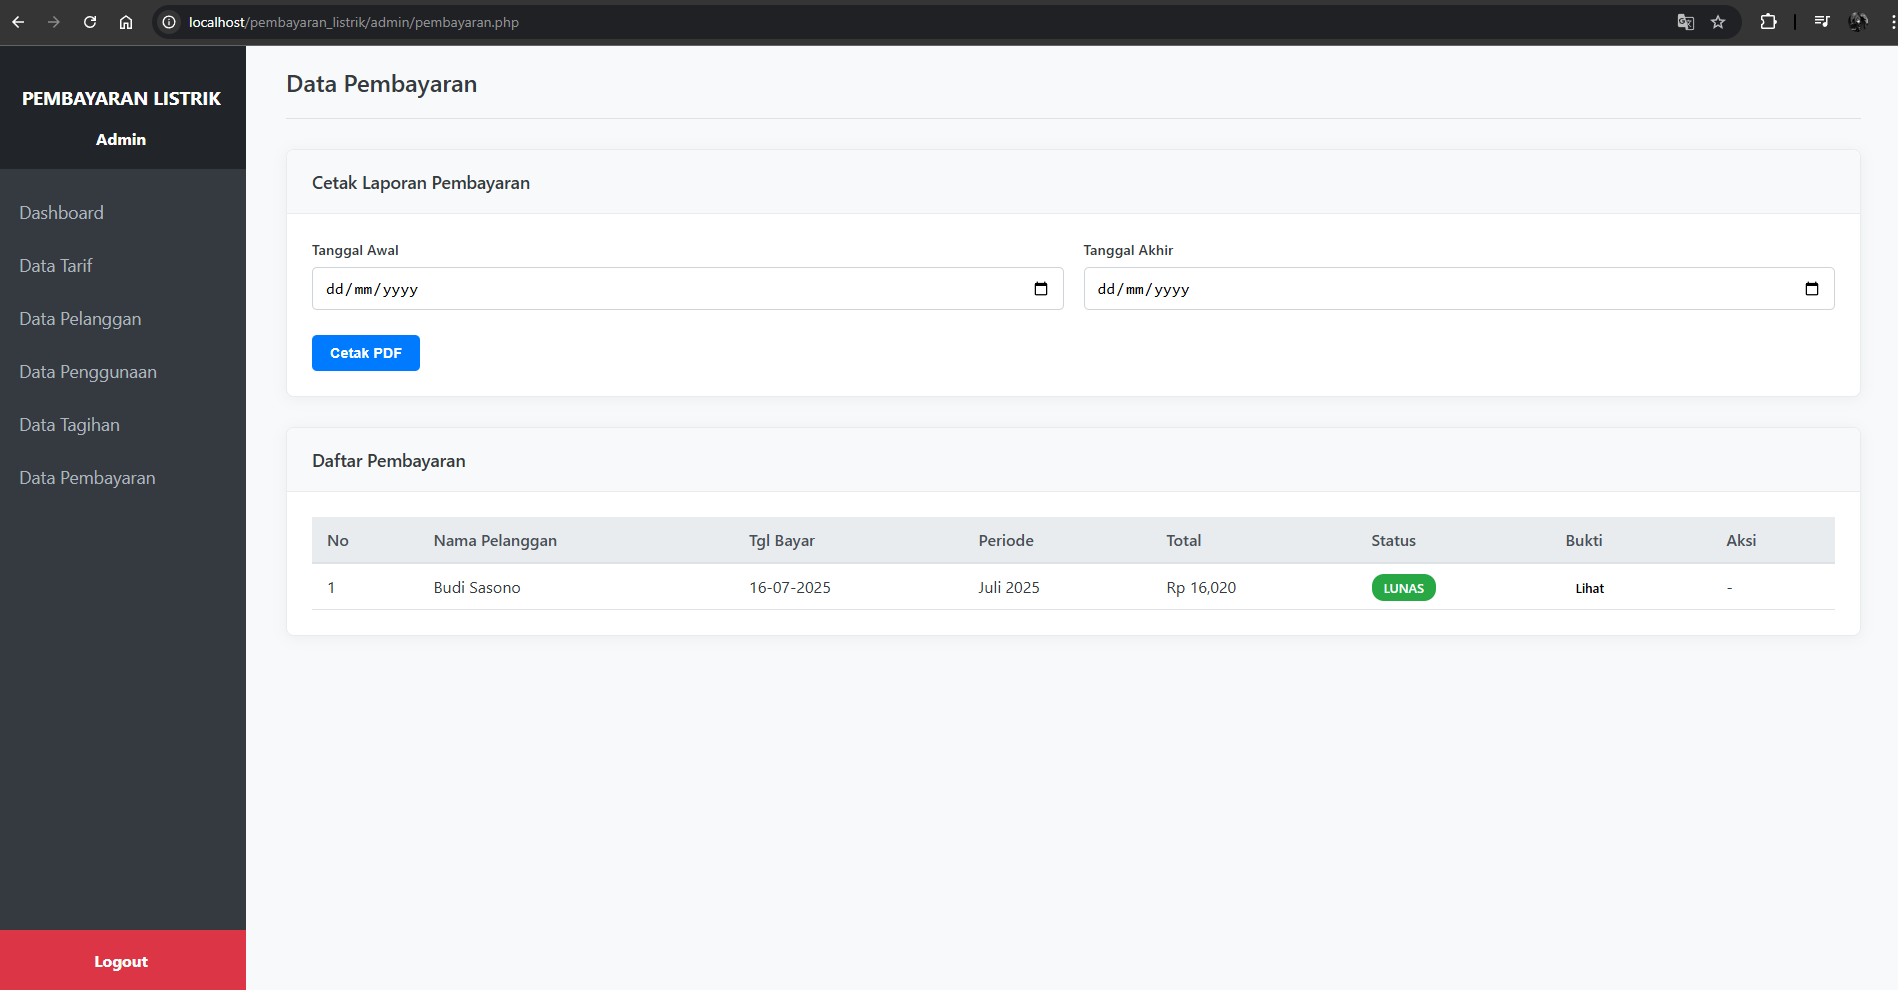 localhost/pembayaran_listrik/admin/pembayaran.php
PEMBAYARAN LISTRIK
Admin
Dashboard
Data Tarif
Data Pelanggan
Data Penggunaan
Data Tagihan
Data Pembayaran
Logout
Data Pembayaran
Cetak Laporan Pembayaran
Tanggal Awal Tanggal Akhir
dd/mm/yyyy dd/mm/yyyy
Cetak PDF
Daftar Pembayaran
No Nama Pelanggan Tgl Bayar Periode Total Status Bukti Aksi
1 Budi Sasono 16-07-2025 Juli 2025 Rp 16,020 LUNAS Lihat -